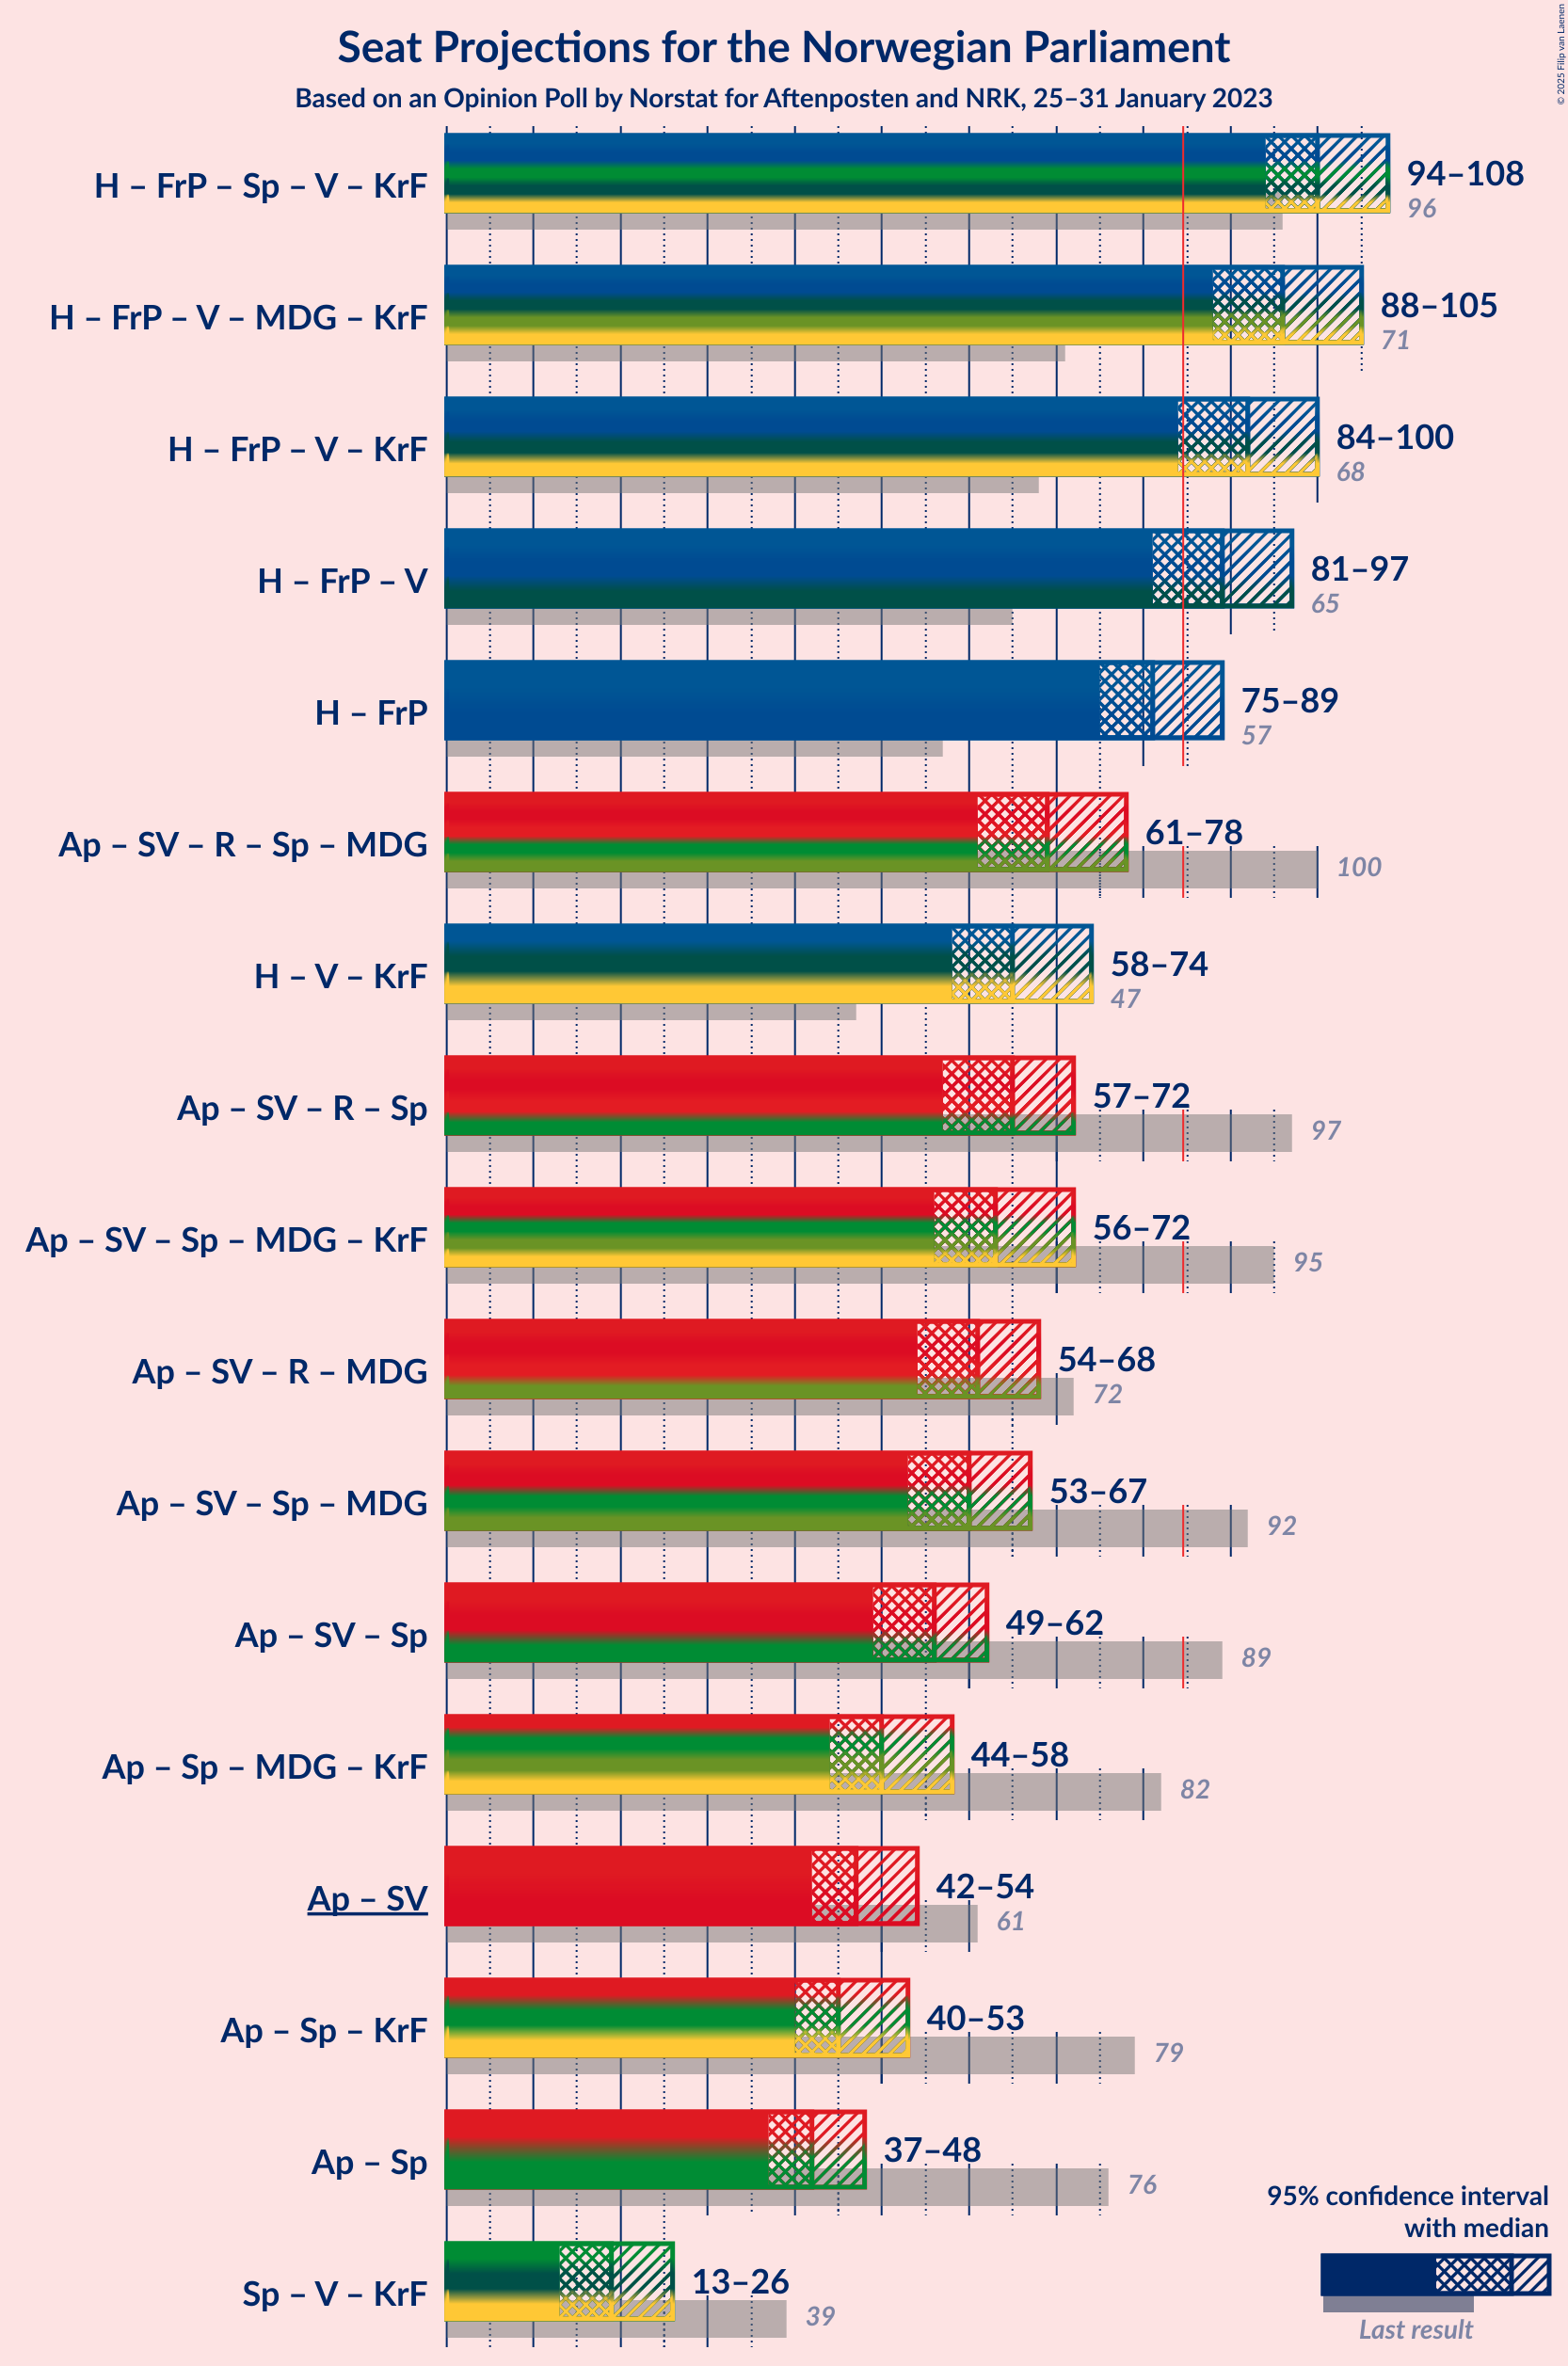 Seat Projections for the Norwegian Parliament
Based on an Opinion Poll by Norstat for Aftenposten and NRK, 25–31 January 2023
© 2025 Filip van Laenen
H – FrP – Sp – V – KrF
94–108
96
H – FrP – V – MDG – KrF
88–105
71
H – FrP – V – KrF
84–100
68
H – FrP – V
81–97
65
H – FrP
75–89
57
Ap – SV – R – Sp – MDG
61–78
100
H – V – KrF
58–74
47
Ap – SV – R – Sp
57–72
97
Ap – SV – Sp – MDG – KrF
56–72
95
Ap – SV – R – MDG
54–68
72
Ap – SV – Sp – MDG
53–67
92
Ap – SV – Sp
49–62
89
Ap – Sp – MDG – KrF
44–58
82
Ap – SV
42–54
61
Ap – Sp – KrF
40–53
79
Ap – Sp
37–48
76
Sp – V – KrF
13–26
39
95% confidence interval
with median
Last result